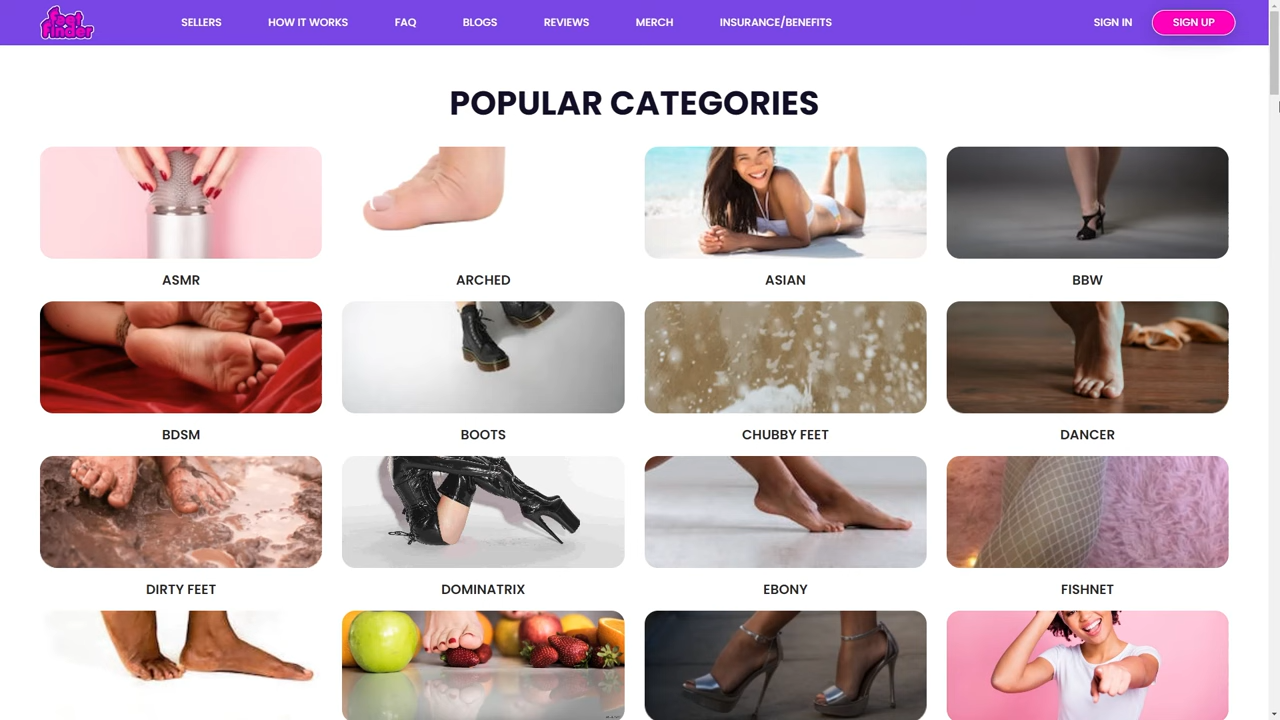 Feet Finder
SELLERS HOW IT WORKS FAQ BLOGS REVIEWS MERCH INSURANCE/BENEFITS SIGN IN SIGN UP
POPULAR CATEGORIES
ASMR ARCHED ASIAN BBW
BDSM BOOTS CHUBBY FEET DANCER
DIRTY FEET DOMINATRIX EBONY FISHNET